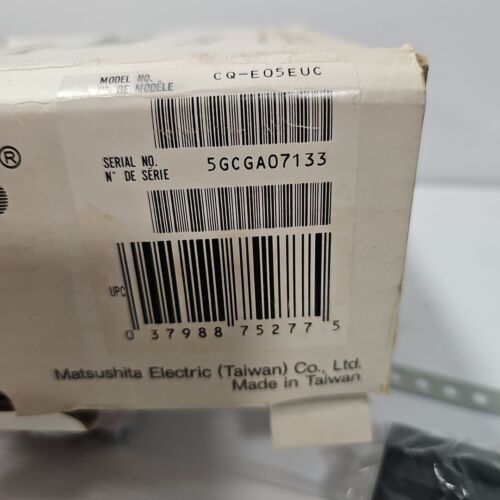 MODEL NO. CQ-E05EUC
N° DE MODÈLE
SERIAL NO. 5GCGA07133
N° DE SÉRIE
®
UPC
0 37988 75277 5
Matsushita Electric (Taiwan) Co., Ltd.
Made in Taiwan